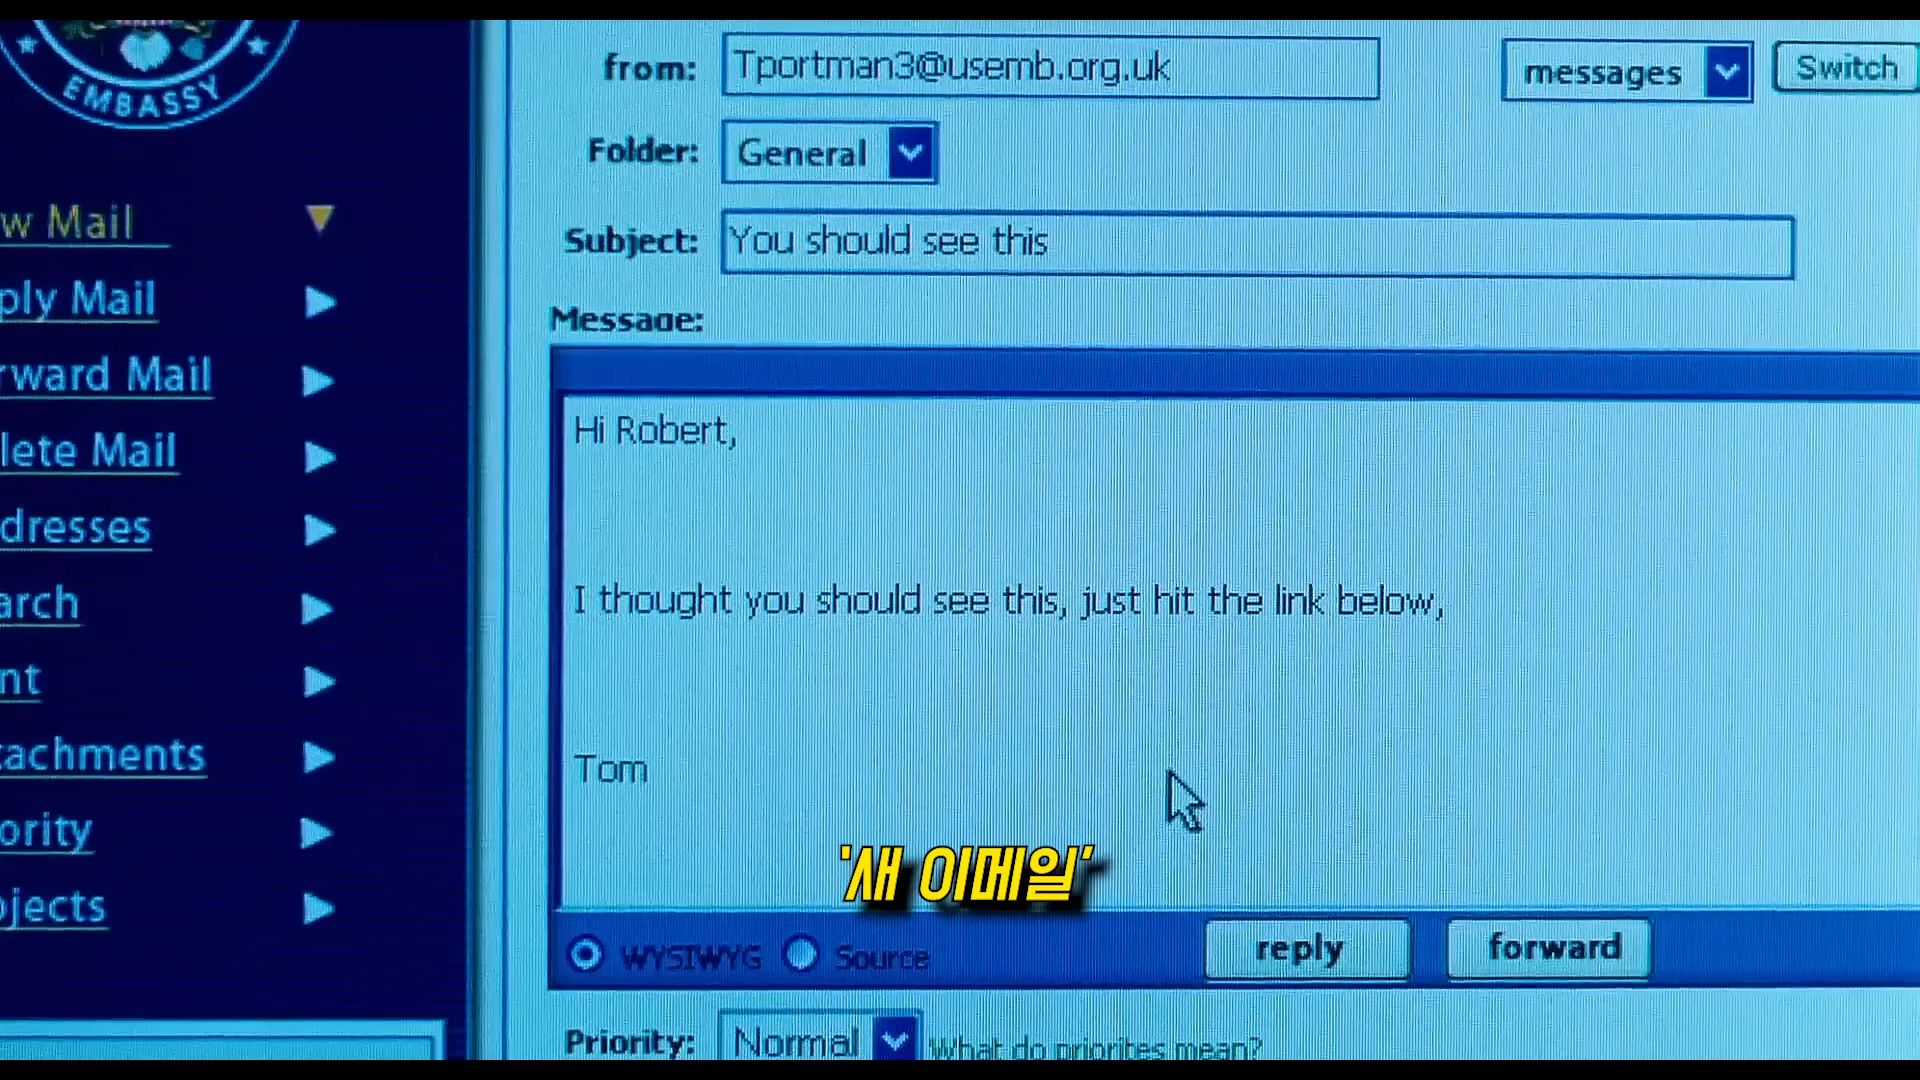 EMBASSY
from: Tportman3@usemb.org.uk
messages
Switch
Folder: General
Subject: You should see this
Message:
w Mail
ply Mail
rward Mail
lete Mail
dresses
arch
nt
tachments
ority
jects
Hi Robert,
I thought you should see this, just hit the link below,
Tom
'새 이메일'
WYSIWYG
Source
reply
forward
Priority: Normal
What do priorites mean?